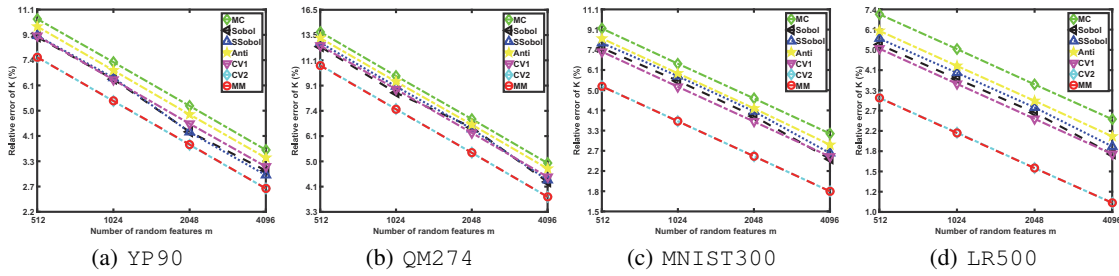 11.1
9.1
7.4
6.1
5.0
4.1
3.3
2.7
2.2
Relative error of K (%)
512
1024
2048
4096
Number of random features m
MC
Sobol
SSobol
Anti
CV1
CV2
MM
(a) YP90
16.5
13.5
11.1
9.1
7.4
6.1
5.0
4.1
3.3
Relative error of K (%)
512
1024
2048
4096
Number of random features m
MC
Sobol
SSobol
Anti
CV1
CV2
MM
(b) QM274
11.1
9.1
7.4
6.1
5.0
4.1
3.3
2.7
2.2
1.8
1.5
Relative error of K (%)
512
1024
2048
4096
Number of random features m
MC
Sobol
SSobol
Anti
CV1
CV2
MM
(c) MNIST300
7.4
6.1
5.0
4.1
3.3
2.7
2.2
1.8
1.5
1.2
1.0
Relative error of K (%)
512
1024
2048
4096
Number of random features m
MC
Sobol
SSobol
Anti
CV1
CV2
MM
(d) LR500